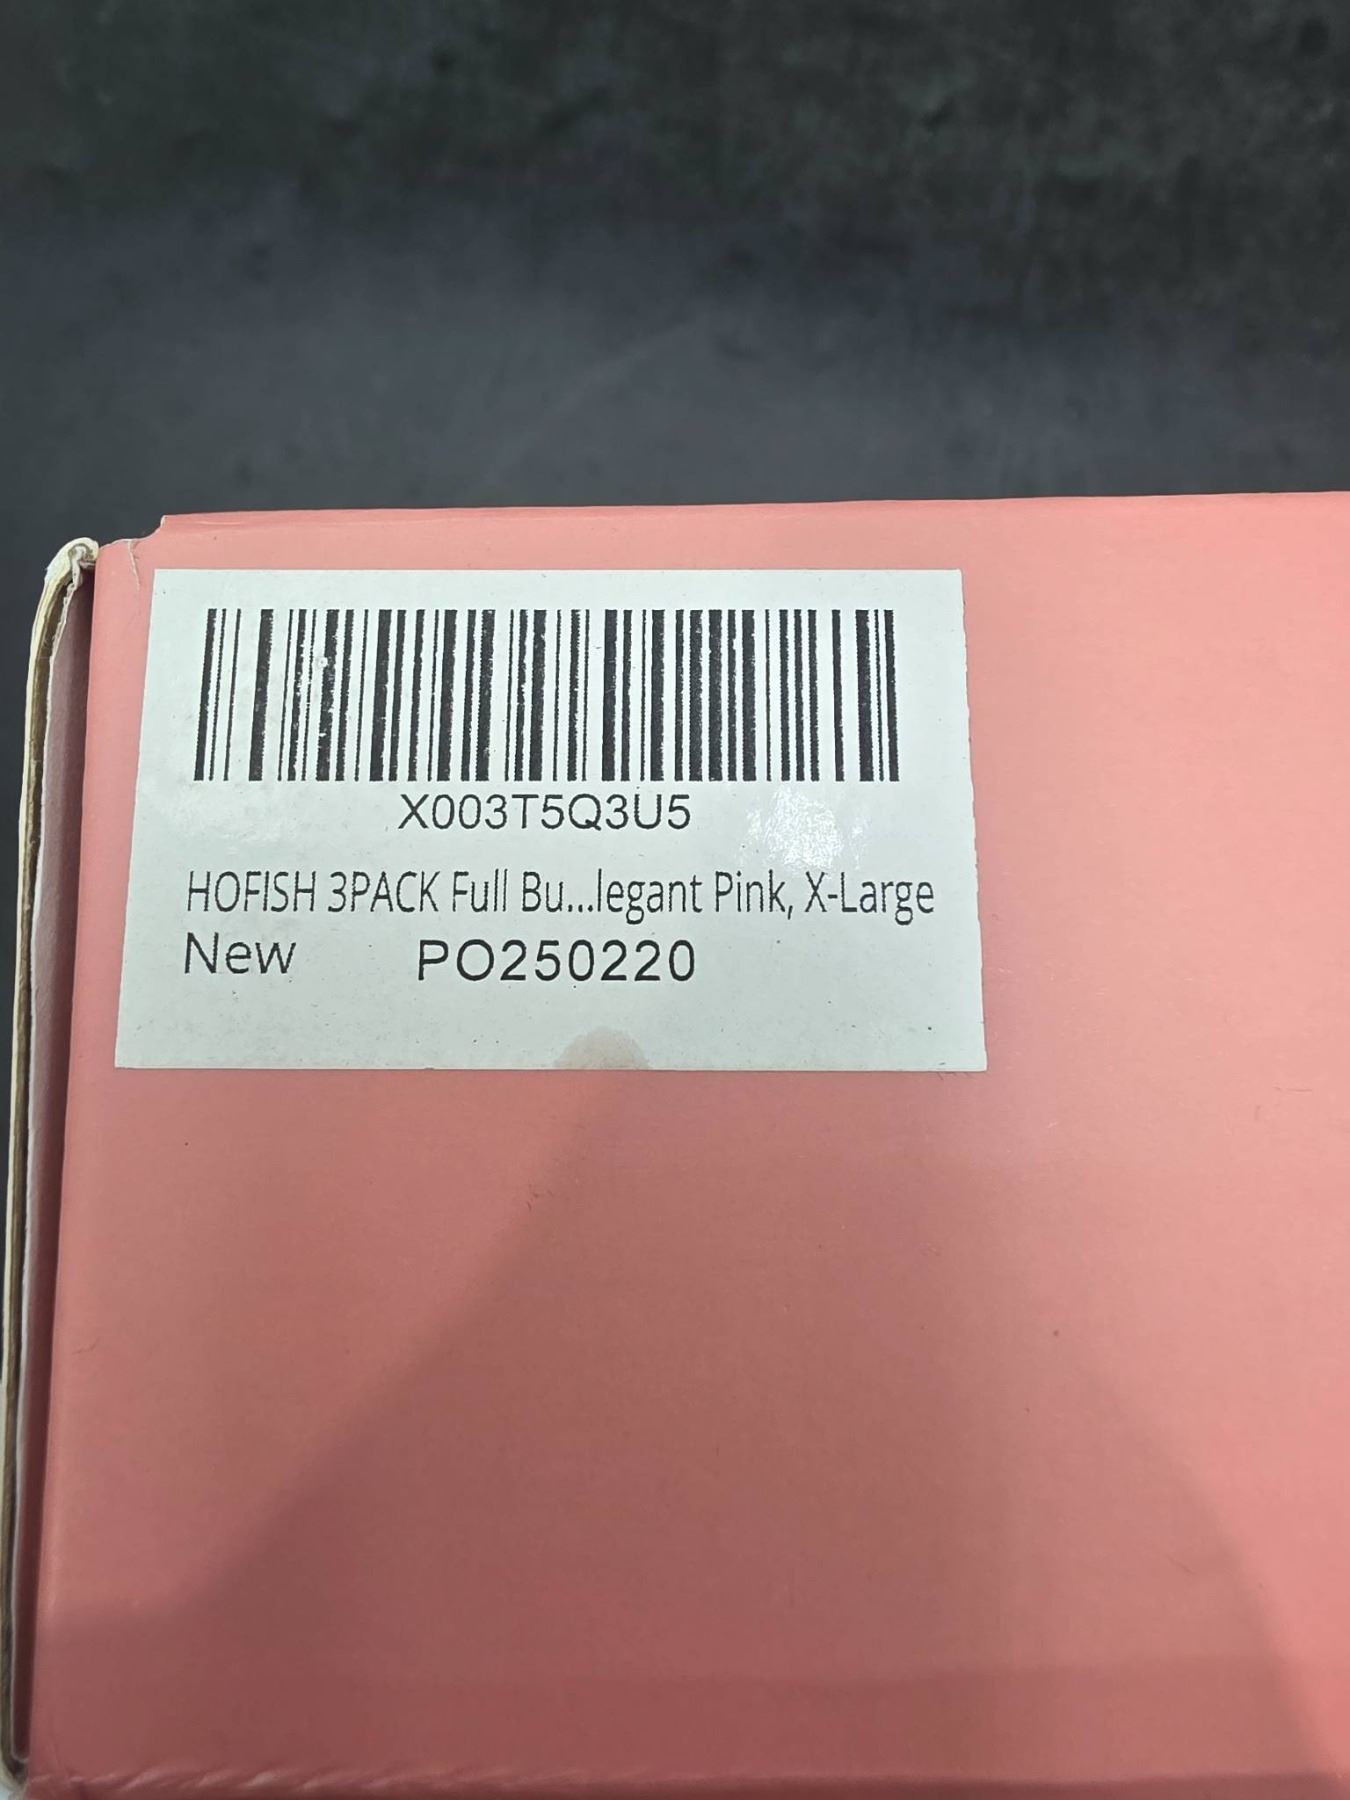 X003T5Q3U5
HOFISH 3PACK Full Bu...legant Pink, X-Large
New PO250220